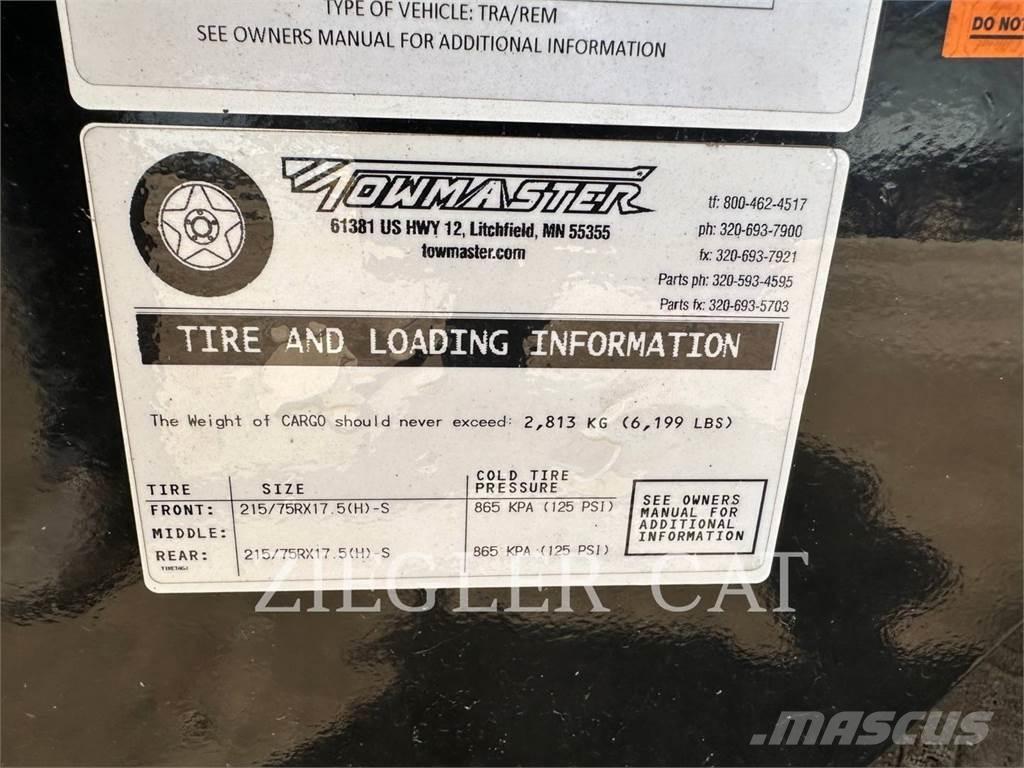 TYPE OF VEHICLE: TRA/REM
SEE OWNERS MANUAL FOR ADDITIONAL INFORMATION
DO NOT
TOWMASTER
61381 US HWY 12, Litchfield, MN 55355
towmaster.com
tf: 800-462-4517
ph: 320-693-7900
fx: 320-693-7921
Parts ph: 320-593-4595
Parts fx: 320-693-5703
TIRE AND LOADING INFORMATION
The Weight of CARGO should never exceed: 2,813 KG (6,199 LBS)
TIRE SIZE COLD TIRE PRESSURE
FRONT: 215/75RX17.5(H)-S 865 KPA (125 PSI)
MIDDLE:
REAR: 215/75RX17.5(H)-S 865 KPA (125 PSI)
SEE OWNERS
MANUAL FOR
ADDITIONAL
INFORMATION
ZIEGLER CAT
MASCUS